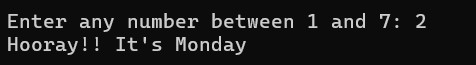 Enter any number between 1 and 7: 2
Hooray!! It's Monday